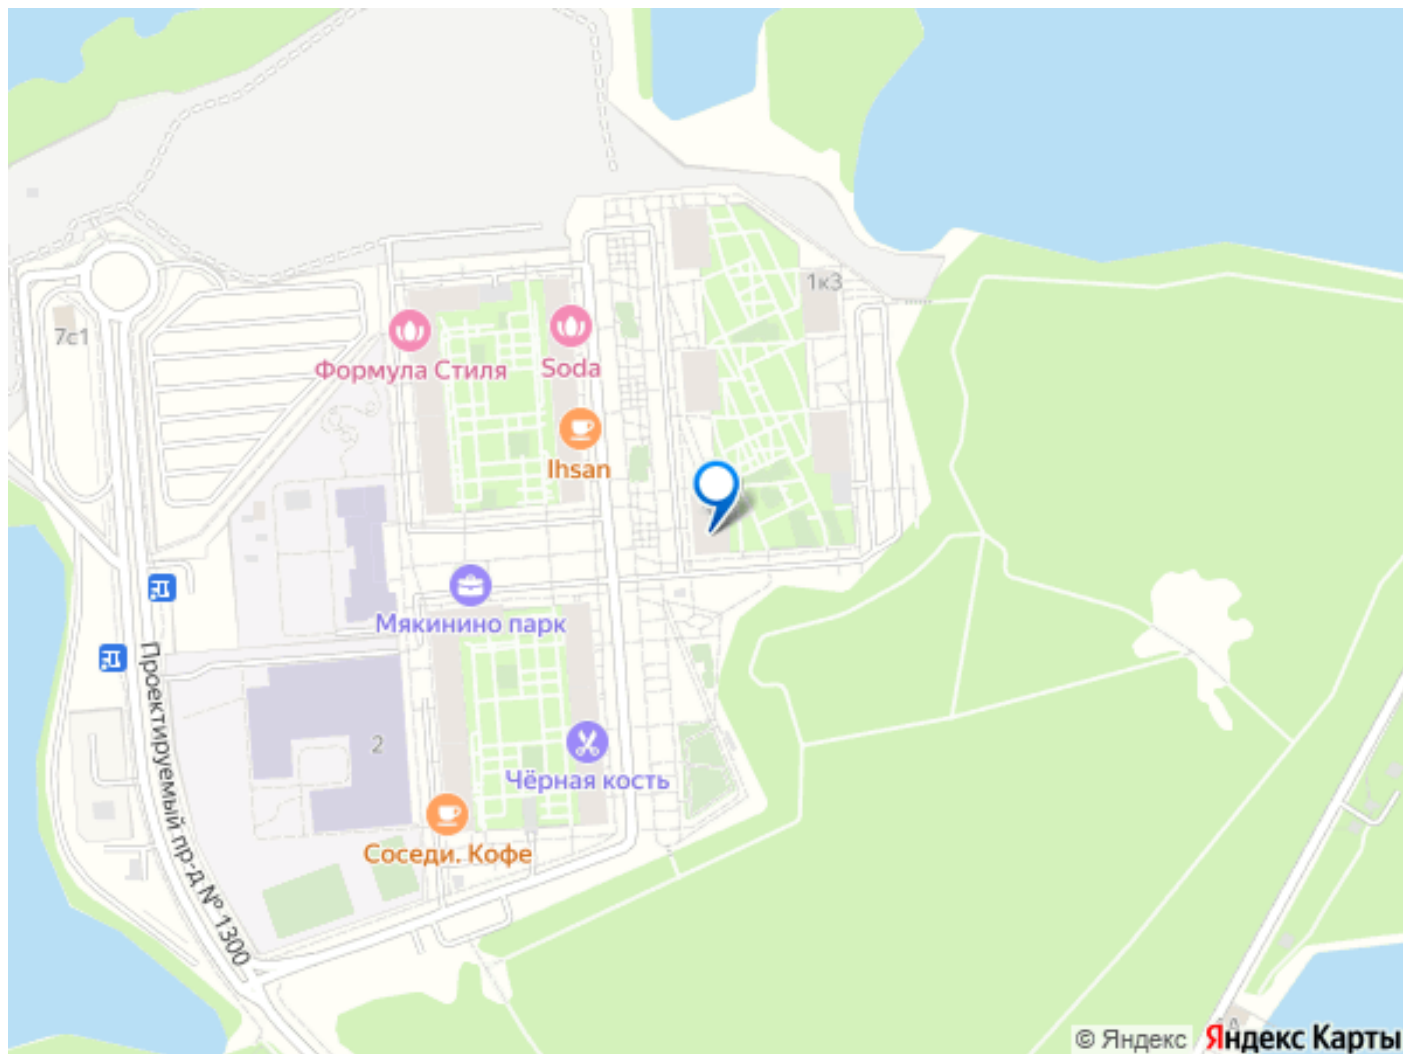 1к3
7с1
Формула Стиля
Soda
Ihsan
Мякинино парк
Проектируемый пр-д № 1300
2
Чёрная кость
Соседи. Кофе
© Яндекс Яндекс Карты